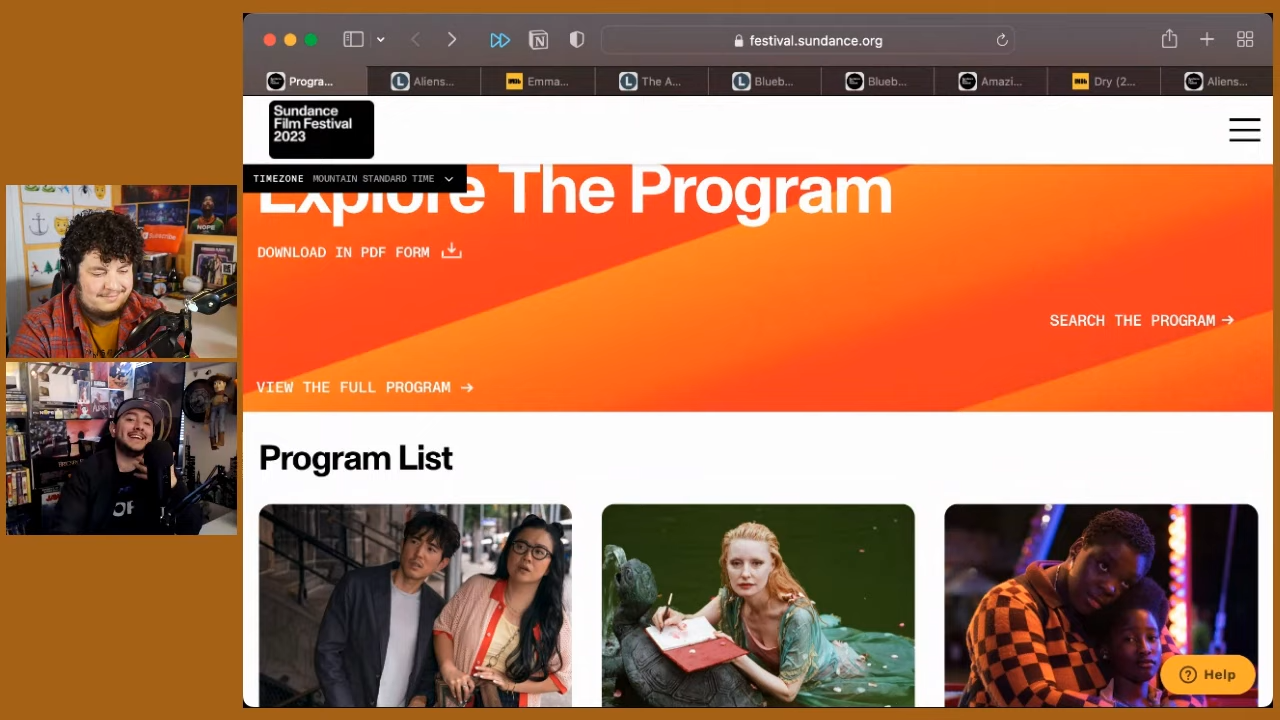 festival.sundance.org
Progra...
Aliens...
Emma...
The A...
Blueb...
Blueb...
Amazi...
Dry (2...
Aliens...
Sundance
Film Festival
2023
TIMEZONE MOUNTAIN STANDARD TIME
Explore The Program
DOWNLOAD IN PDF FORM
SEARCH THE PROGRAM →
VIEW THE FULL PROGRAM →
Program List
Help
NOPE